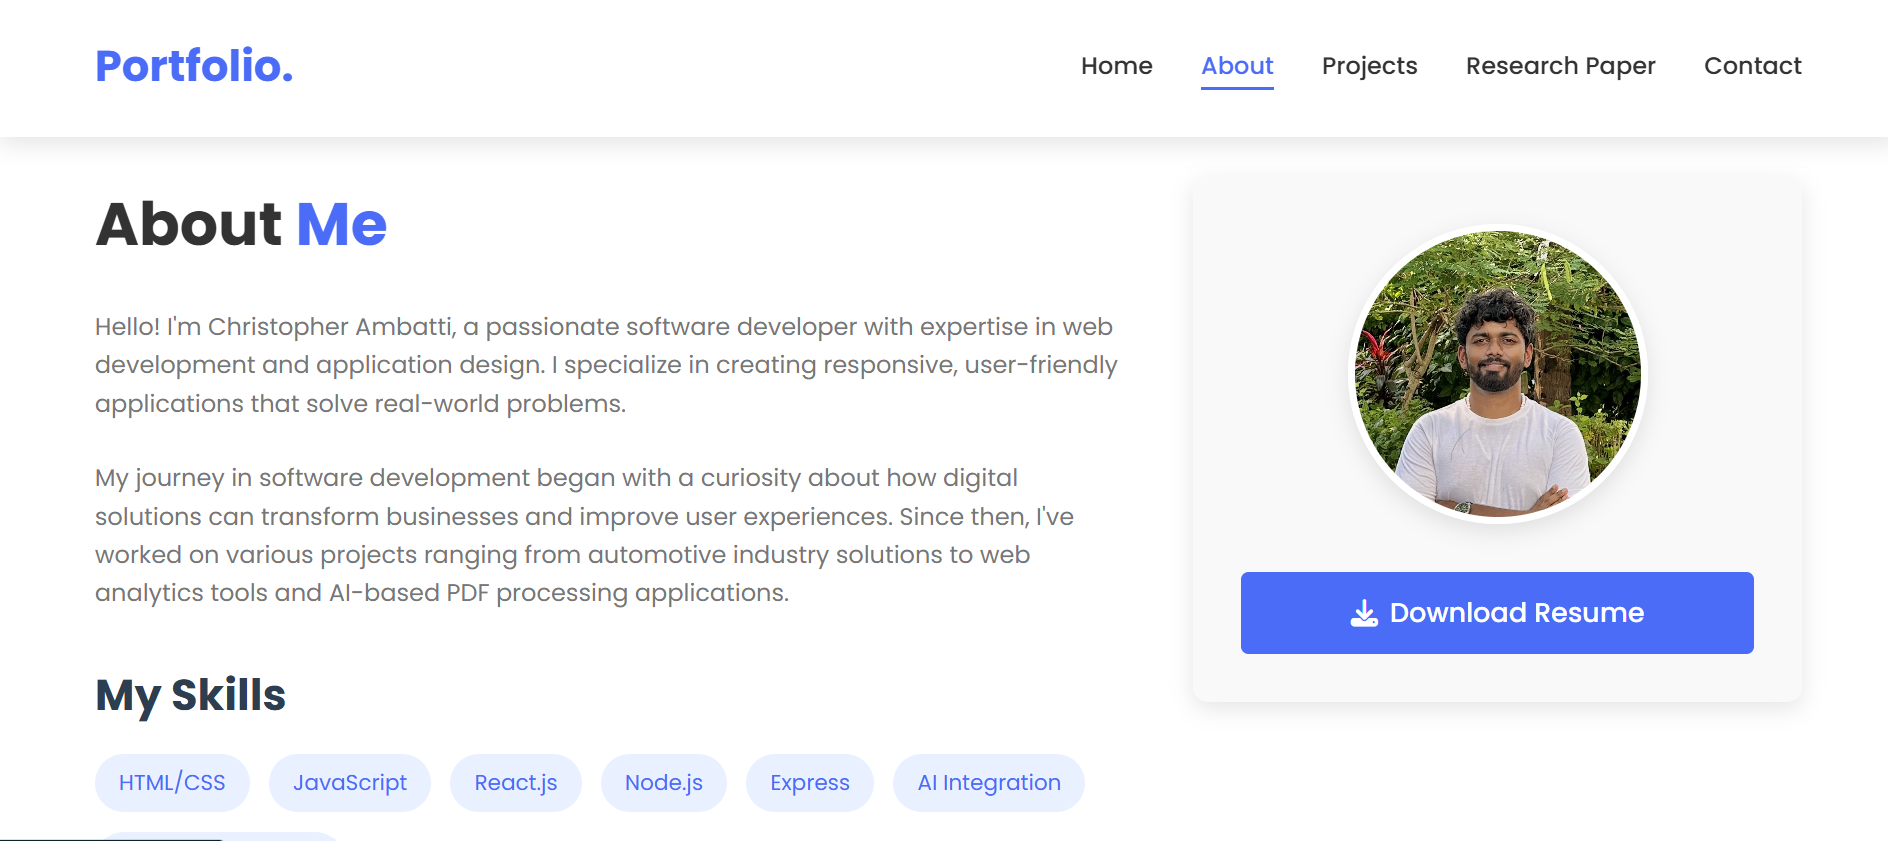 Portfolio.
Home
About
Projects
Research Paper
Contact
About Me
Hello! I'm Christopher Ambatti, a passionate software developer with expertise in web
development and application design. I specialize in creating responsive, user-friendly
applications that solve real-world problems.
My journey in software development began with a curiosity about how digital
solutions can transform businesses and improve user experiences. Since then, I've
worked on various projects ranging from automotive industry solutions to web
analytics tools and AI-based PDF processing applications.
My Skills
HTML/CSS
JavaScript
React.js
Node.js
Express
AI Integration
Download Resume